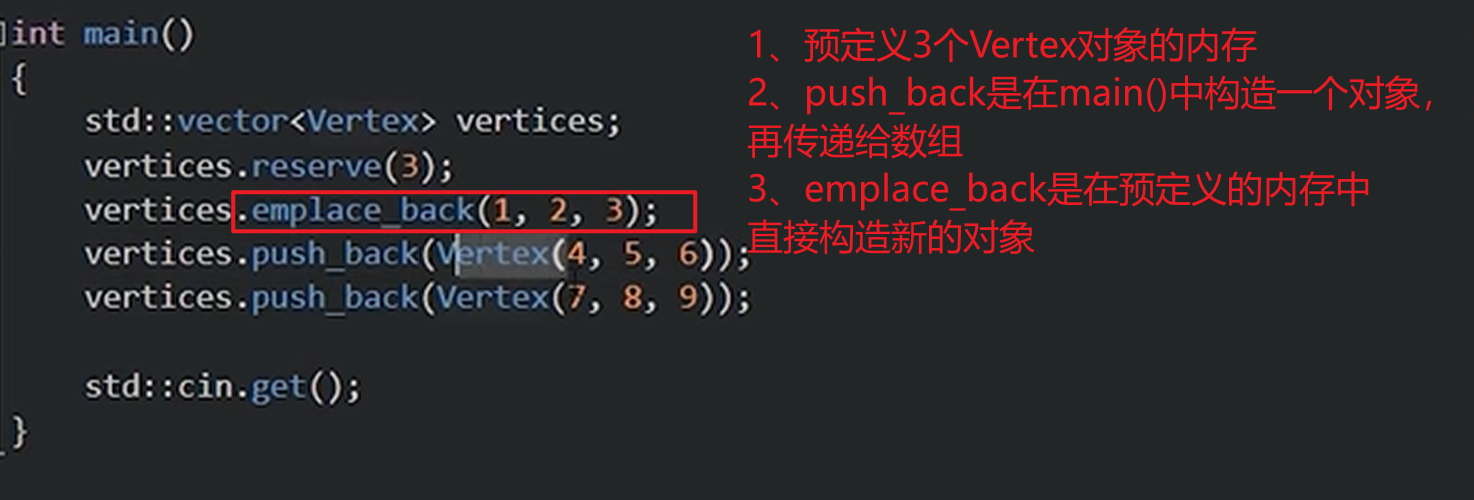 int main()
{
std::vector<Vertex> vertices;
vertices.reserve(3);
vertices.emplace_back(1, 2, 3);
vertices.push_back(Vertex(4, 5, 6));
vertices.push_back(Vertex(7, 8, 9));
std::cin.get();
}
1、预定义3个Vertex对象的内存
2、push_back是在main()中构造一个对象，
再传递给数组
3、emplace_back是在预定义的内存中
直接构造新的对象